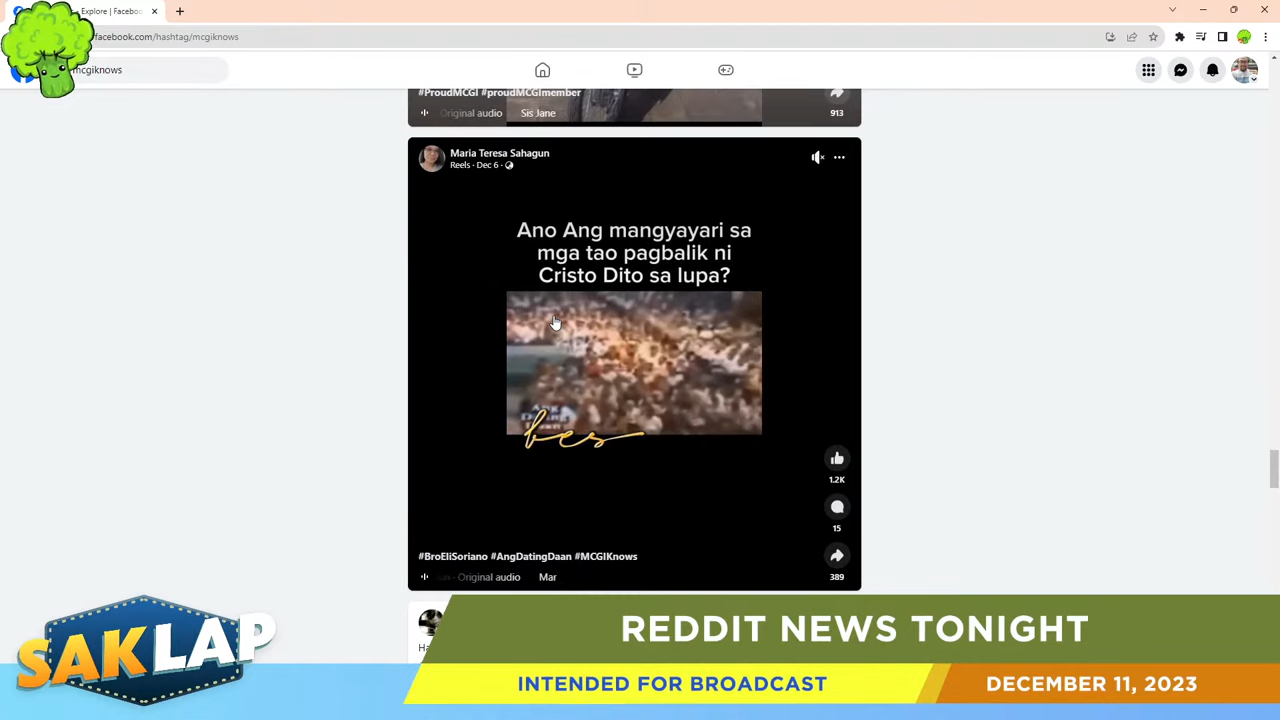 Explore | Facebo
facebook.com/hashtag/mcgiknows
mcgiknows
#ProudMCGI #proudMCGImember
Original audio Sis Jane
913
Maria Teresa Sahagun
Reels · Dec 6 ·
Ano Ang mangyayari sa
mga tao pagbalik ni
Cristo Dito sa lupa?
bes
1.2K
15
#BroEliSoriano #AngDatingDaan #MCGIKnows
Original audio Mar
389
SAKLAP
REDDIT NEWS TONIGHT
INTENDED FOR BROADCAST
DECEMBER 11, 2023